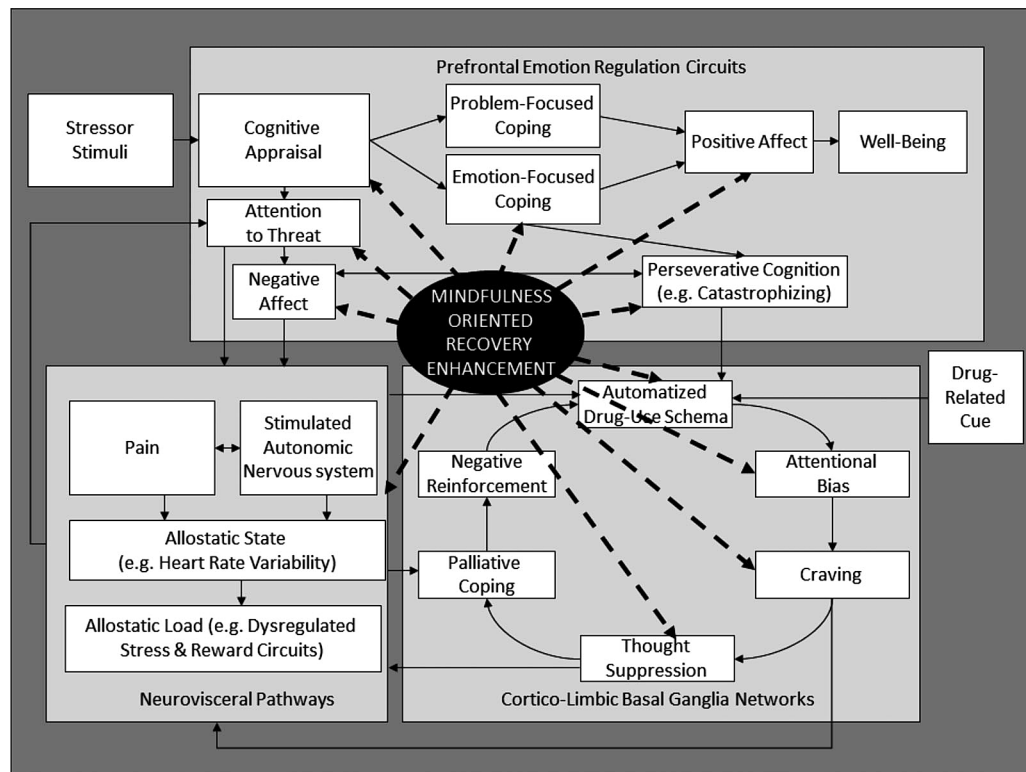 Prefrontal Emotion Regulation Circuits
Stressor
Stimuli
Cognitive
Appraisal
Problem-Focused
Coping
Emotion-Focused
Coping
Positive Affect
Well-Being
Attention
to Threat
Negative
Affect
Perseverative Cognition
(e.g. Catastrophizing)
MINDFULNESS
ORIENTED
RECOVERY
ENHANCEMENT
Drug-
Related
Cue
Pain
Stimulated
Autonomic
Nervous system
Allostatic State
(e.g. Heart Rate Variability)
Allostatic Load (e.g. Dysregulated
Stress & Reward Circuits)
Neurovisceral Pathways
Automatized
Drug-Use Schema
Negative
Reinforcement
Attentional
Bias
Palliative
Coping
Craving
Thought
Suppression
Cortico-Limbic Basal Ganglia Networks